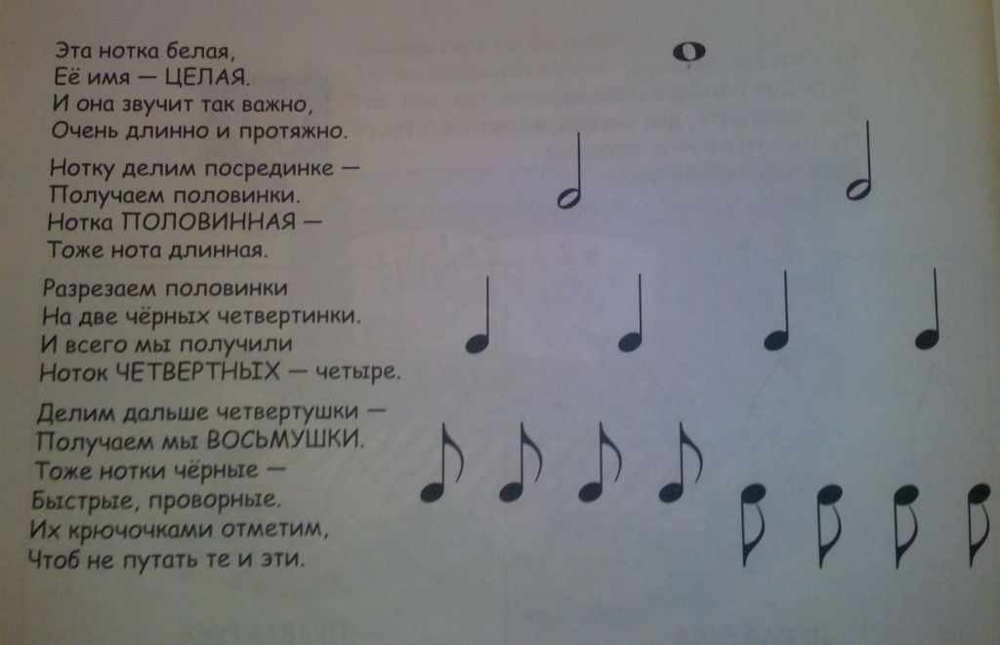 Эта нотка белая,
Её имя — ЦЕЛАЯ.
И она звучит так важно,
Очень длинно и протяжно.
Нотку делим посрединке —
Получаем половинки.
Нотка ПОЛОВИННАЯ —
Тоже нота длинная.
Разрезаем половинки
На две чёрных четвертинки.
И всего мы получили
Ноток ЧЕТВЕРТНЫХ — четыре.
Делим дальше четвертушки —
Получаем мы ВОСЬМУШКИ.
Тоже нотки чёрные —
Быстрые, проворные.
Их крючочками отметим,
Чтоб не путать те и эти.